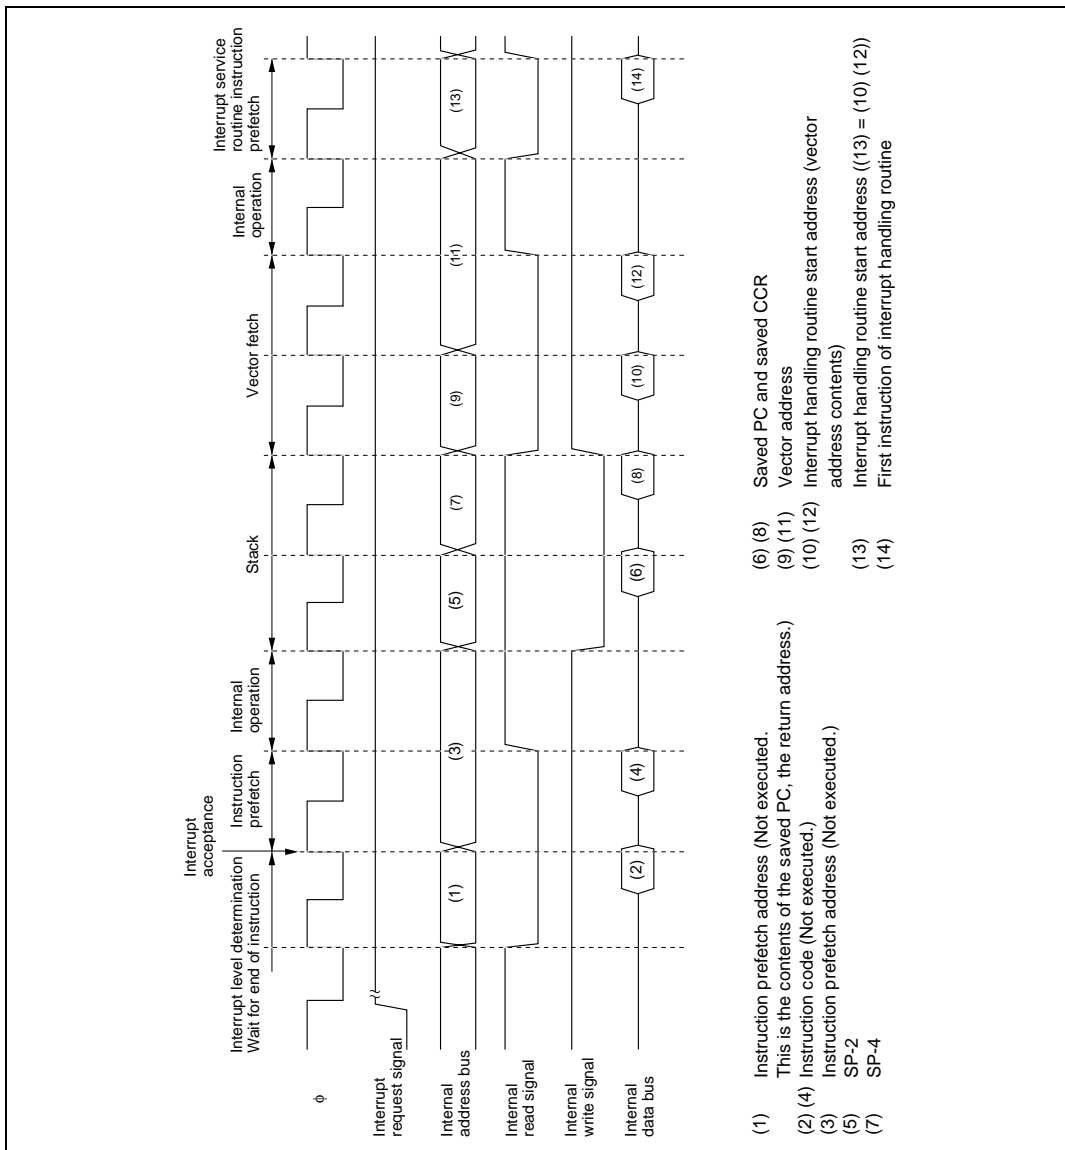 Interrupt level determination
Wait for end of instruction
Interrupt
acceptance
Instruction
prefetch
Internal
operation
Stack
Vector fetch
Internal
operation
Interrupt service
routine instruction
prefetch
φ
Interrupt
request signal
Internal
address bus
(1)
(3)
(5)
(7)
(9)
(11)
(13)
Internal
read signal
Internal
write signal
Internal
data bus
(2)
(4)
(6)
(8)
(10)
(12)
(14)
(1) Instruction prefetch address (Not executed.
This is the contents of the saved PC, the return address.)
(2) (4) Instruction code (Not executed.)
(3) Instruction prefetch address (Not executed.)
(5) SP-2
(7) SP-4
(6) (8) Saved PC and saved CCR
(9) (11) Vector address
(10) (12) Interrupt handling routine start address (vector
address contents)
(13) Interrupt handling routine start address ((13) = (10) (12))
(14) First instruction of interrupt handling routine